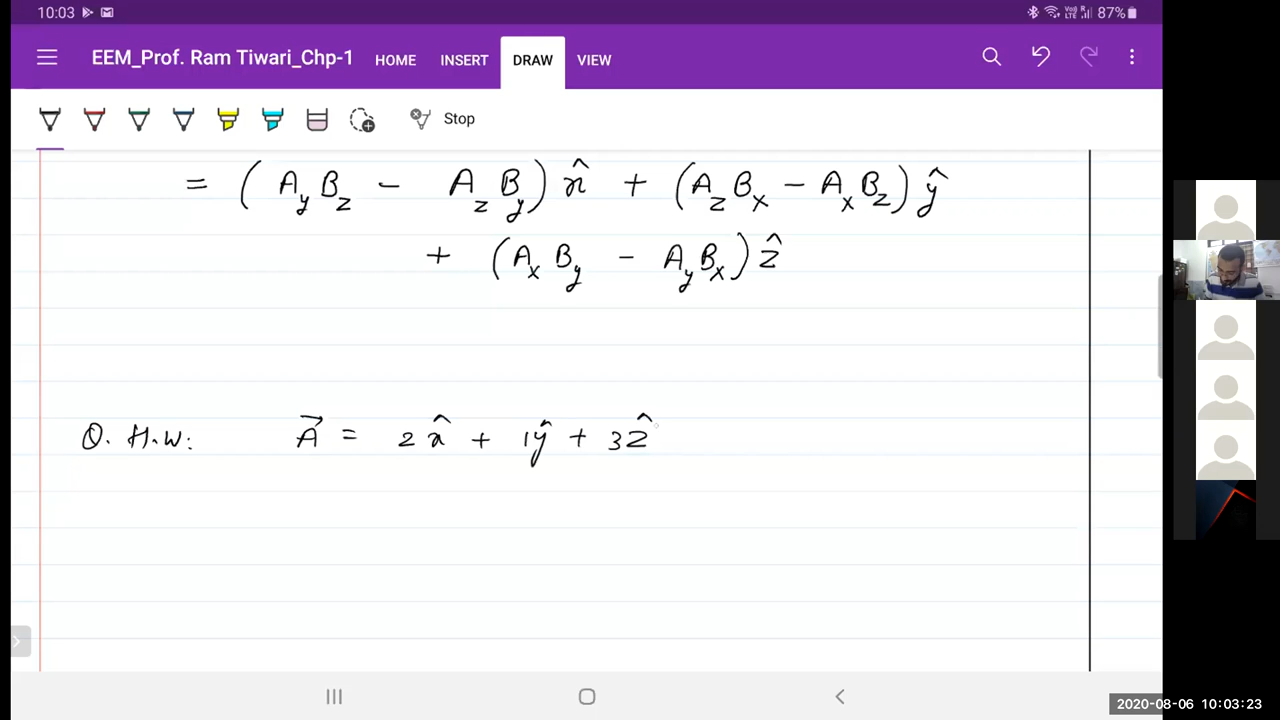 10:03 87%
EEM_Prof. Ram Tiwari_Chp-1 HOME INSERT DRAW VIEW
Stop
= (A_y B_z - A_z B_y) x̂ + (A_z B_x - A_x B_z) ŷ
+ (A_x B_y - A_y B_x) ẑ
Q. H.W: A⃗ = 2 x̂ + 1ŷ + 3ẑ
2020-08-06 10:03:23